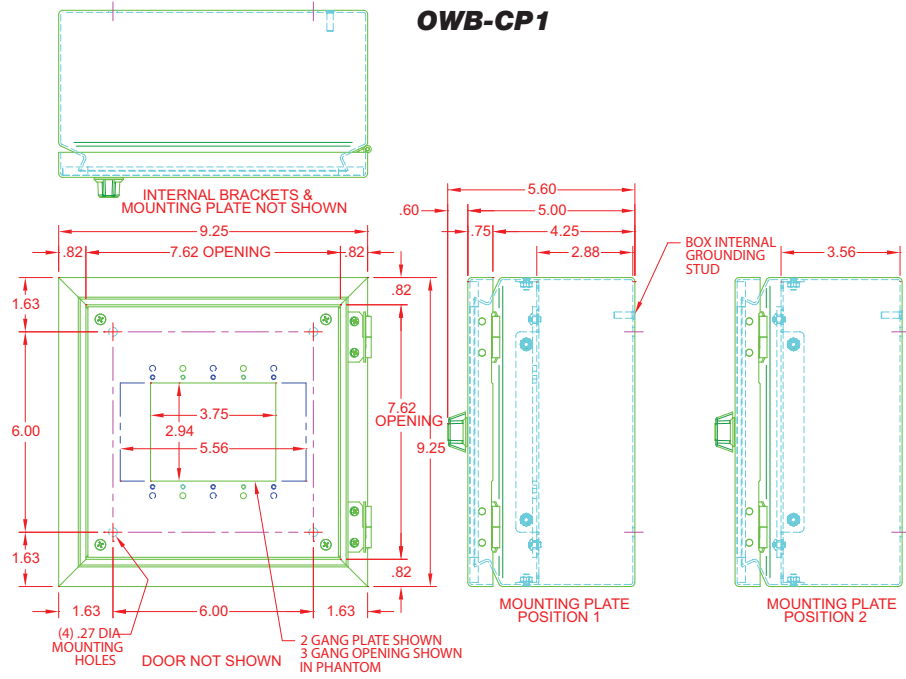 OWB-CP1
INTERNAL BRACKETS &
MOUNTING PLATE NOT SHOWN
9.25
.82
7.62 OPENING
.82
1.63
6.00
1.63
.82
7.62
OPENING
9.25
.82
3.75
2.94
5.56
1.63
6.00
1.63
(4) .27 DIA
MOUNTING
HOLES
DOOR NOT SHOWN
2 GANG PLATE SHOWN
3 GANG OPENING SHOWN
IN PHANTOM
5.60
.60
5.00
.75
4.25
2.88
BOX INTERNAL
GROUNDING
STUD
MOUNTING PLATE
POSITION 1
3.56
MOUNTING PLATE
POSITION 2